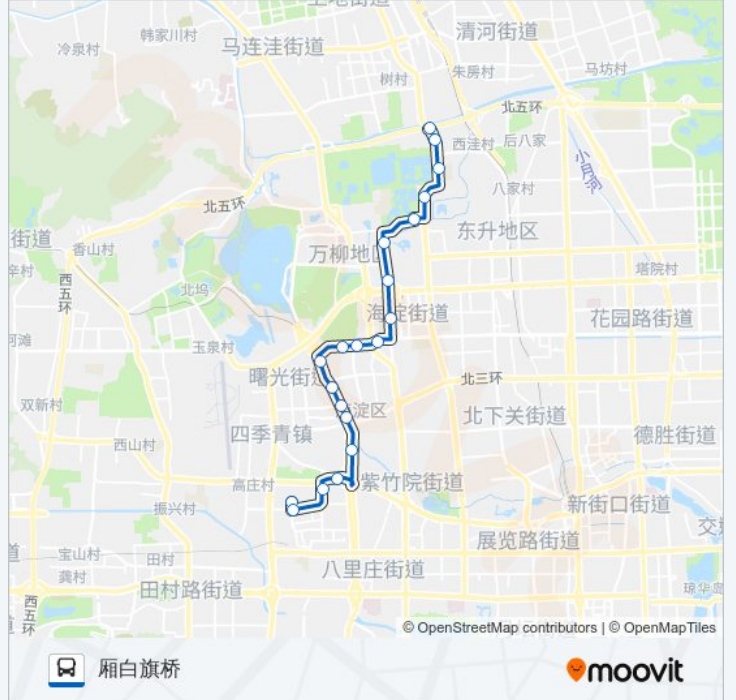 清河街道
韩家川村
马连洼街道
冷泉村
树村
朱房村
马坊村
北五环
西洼村
后八家
小月河
八家村
北五环
东升地区
街道
香山村
万柳地区
塔院村
西五环
北坞
海淀街道
花园路街道
玉泉村
曙光街道
北三环
双新村
海淀区
北下关街道
四季青镇
德胜街道
西山村
高庄村
紫竹院街道
振兴村
新街口街道
展览路街道
宝山村
田村
八里庄街道
龚村
田村路街道
琼华岛
西五环
© OpenStreetMap contributors | © OpenMapTiles
厢白旗桥
moovit